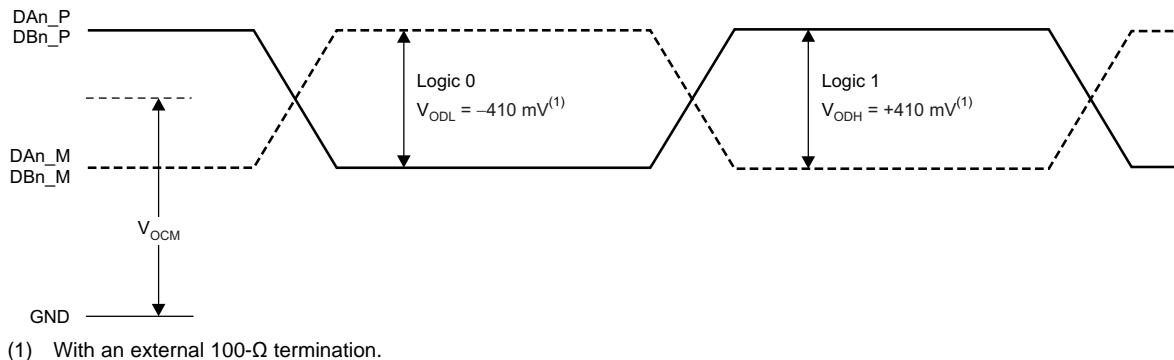 DAn_P
DBn_P
Logic 0
V_ODL = –410 mV(1)
Logic 1
V_ODH = +410 mV(1)
DAn_M
DBn_M
V_OCM
GND
(1) With an external 100-Ω termination.